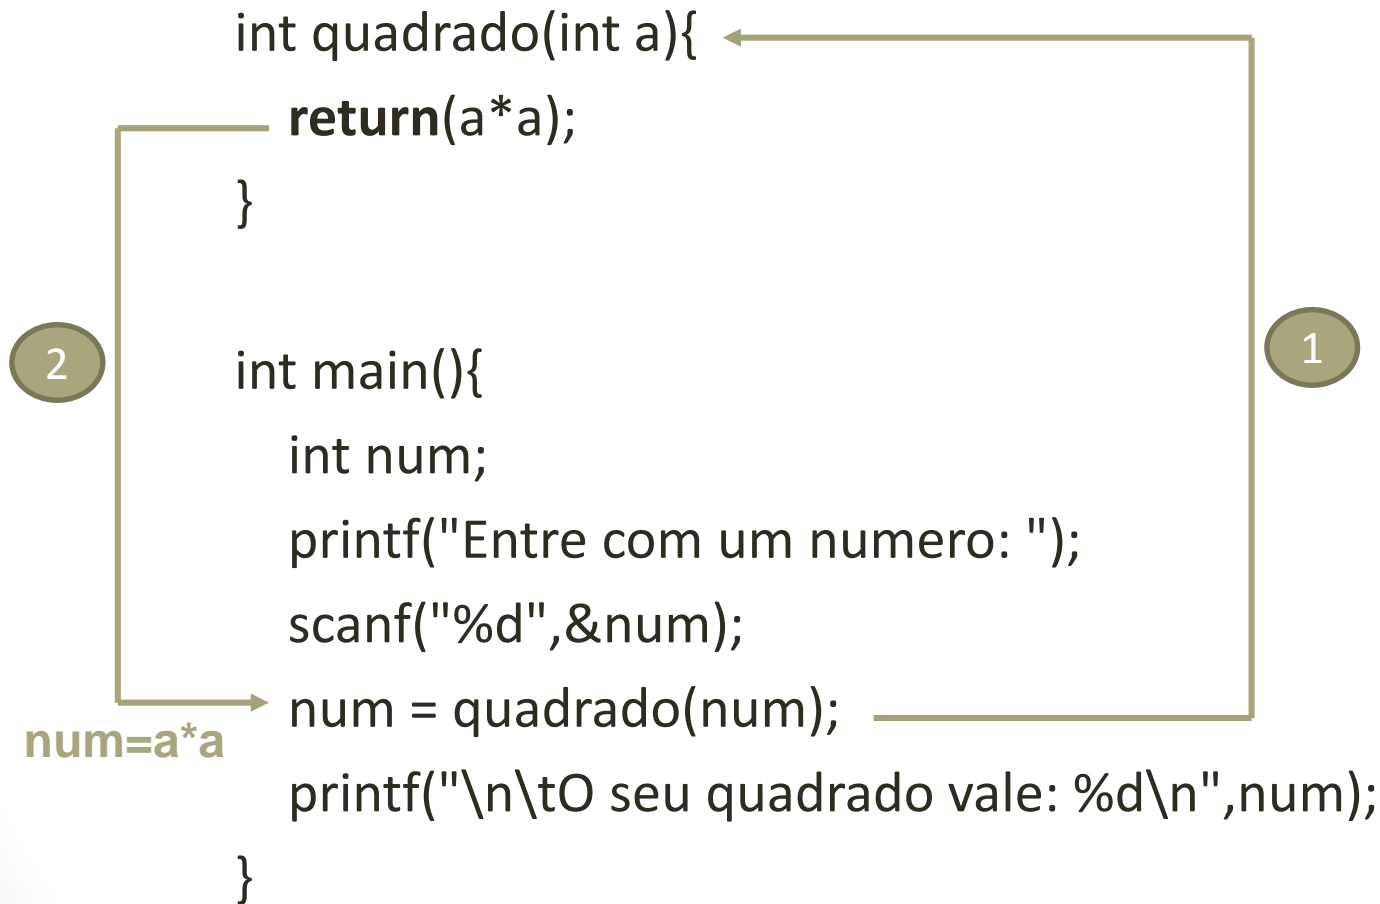 int quadrado(int a){
return(a*a);
}
int main(){
int num;
printf("Entre com um numero: ");
scanf("%d",&num);
num = quadrado(num);
printf("\n\tO seu quadrado vale: %d\n",num);
}
1
2
num=a*a